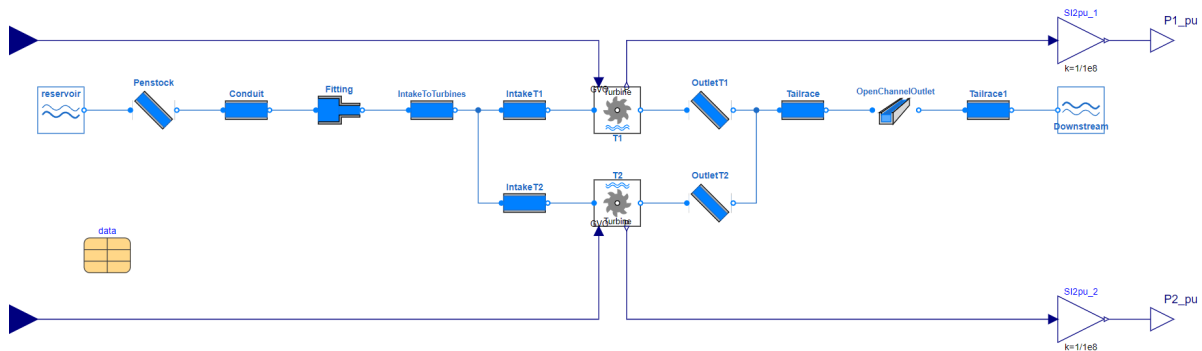 SI2pu_1
P1_pu
k=1/1e8
reservoir
Penstock
Conduit
Fitting
IntakeToTurbines
IntakeT1
GVO
Turbine
T1
OutletT1
Tailrace
OpenChannelOutlet
Tailrace1
Downstream
IntakeT2
T2
GVO
Turbine
OutletT2
data
SI2pu_2
P2_pu
k=1/1e8